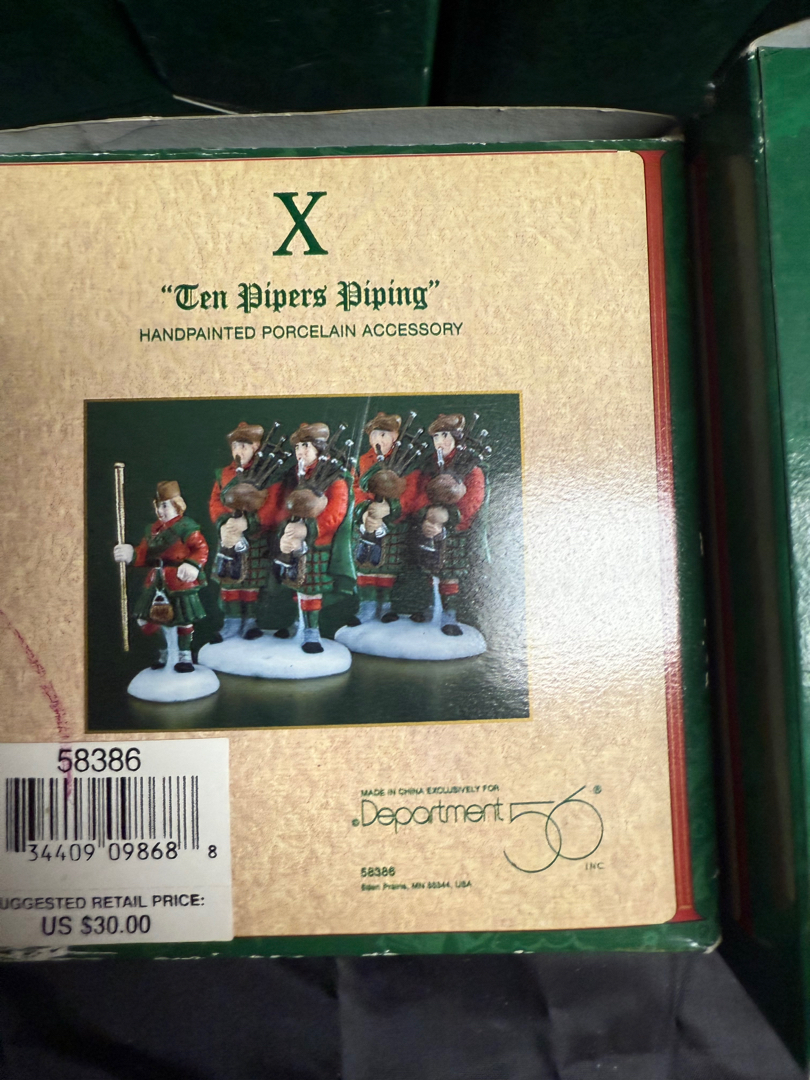 X
“Ten Pipers Piping”
HANDPAINTED PORCELAIN ACCESSORY
58386
34409 09868 8
UGGESTED RETAIL PRICE:
US $30.00
MADE IN CHINA EXCLUSIVELY FOR
© Department 56 ®
INC.
58386
Eden Prairie, MN 55344, USA